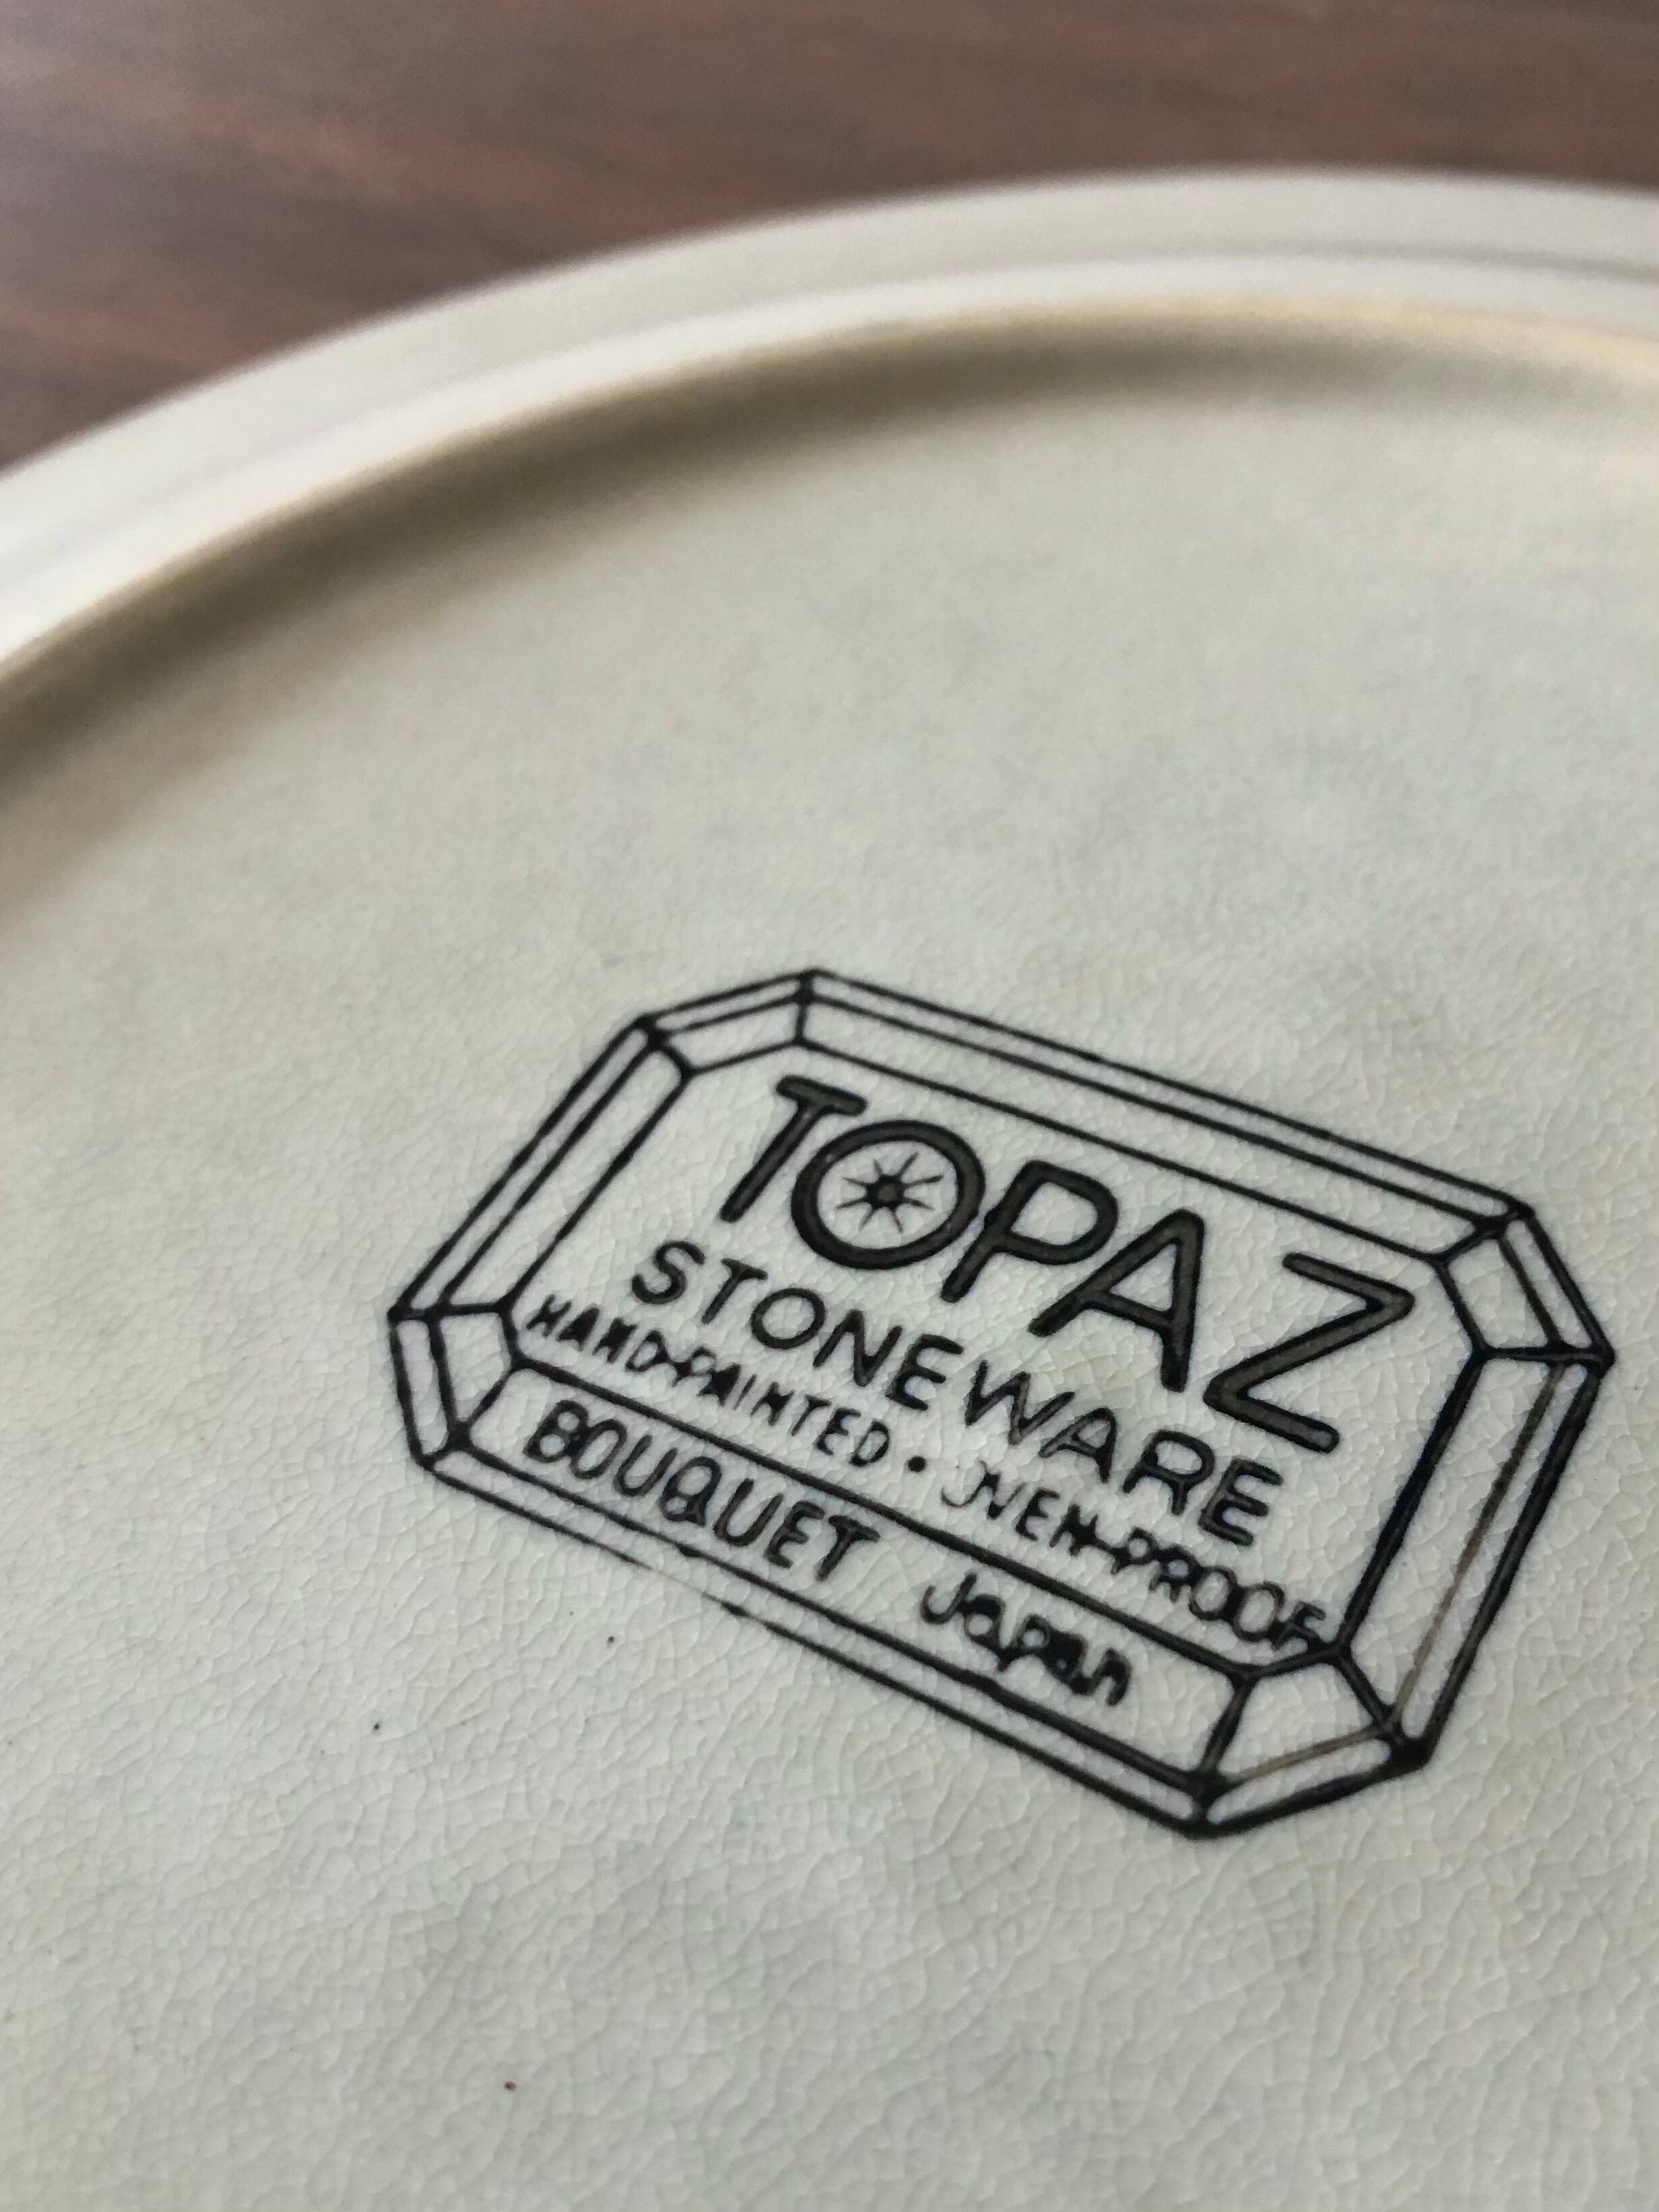 TOPAZ
STONEWARE
HAND-PAINTED · OVEN-PROOF
BOUQUET Japan